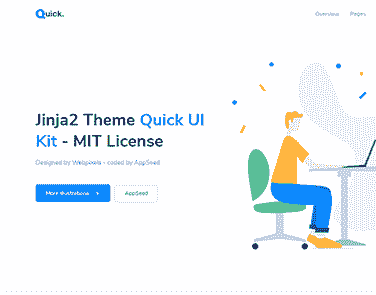 Quick.
Overview Pages
Jinja2 Theme Quick UI
Kit - MIT License
Designed by Webpixels - coded by AppSeed
More Illustrations
AppSeed